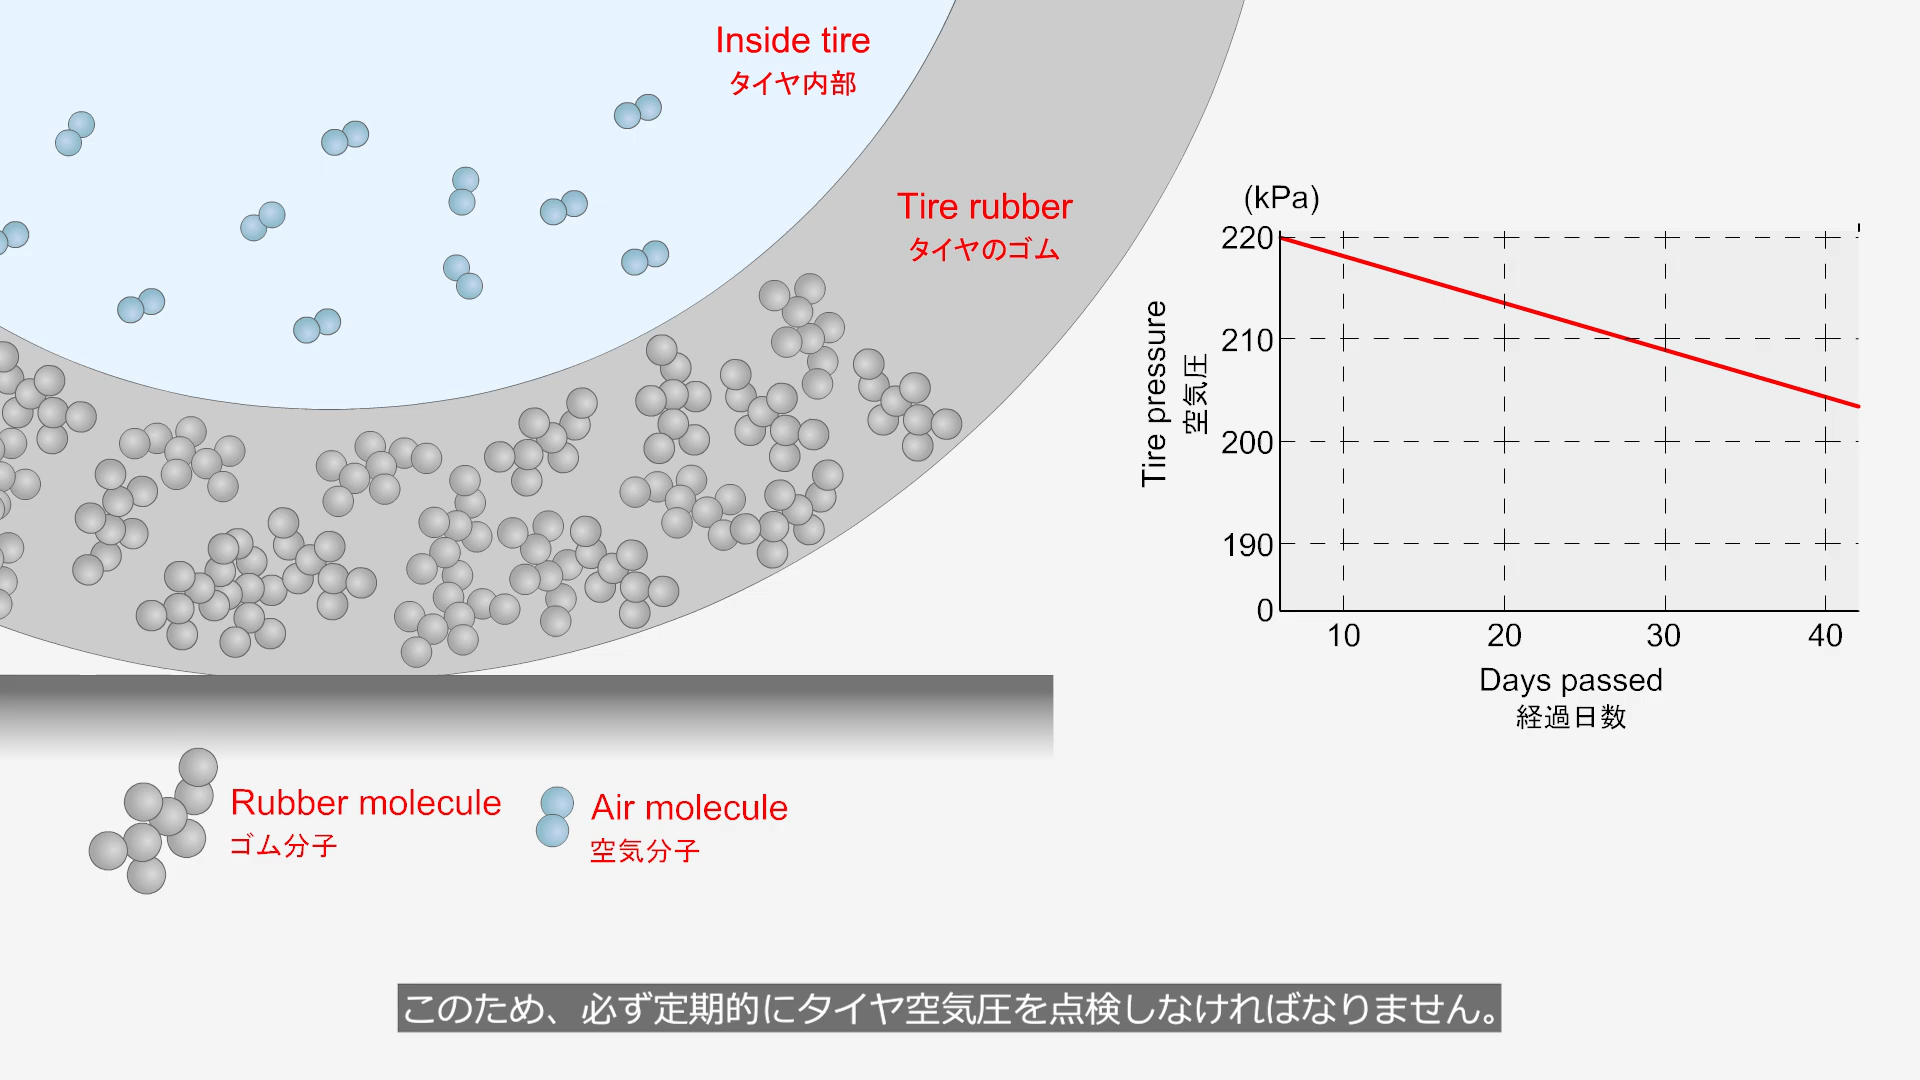 Inside tire
タイヤ内部
Tire rubber
タイヤのゴム
(kPa)
220
210
200
190
0
Tire pressure
空気圧
10 20 30 40
Days passed
経過日数
Rubber molecule
ゴム分子
Air molecule
空気分子
このため、必ず定期的にタイヤ空気圧を点検しなければなりません。